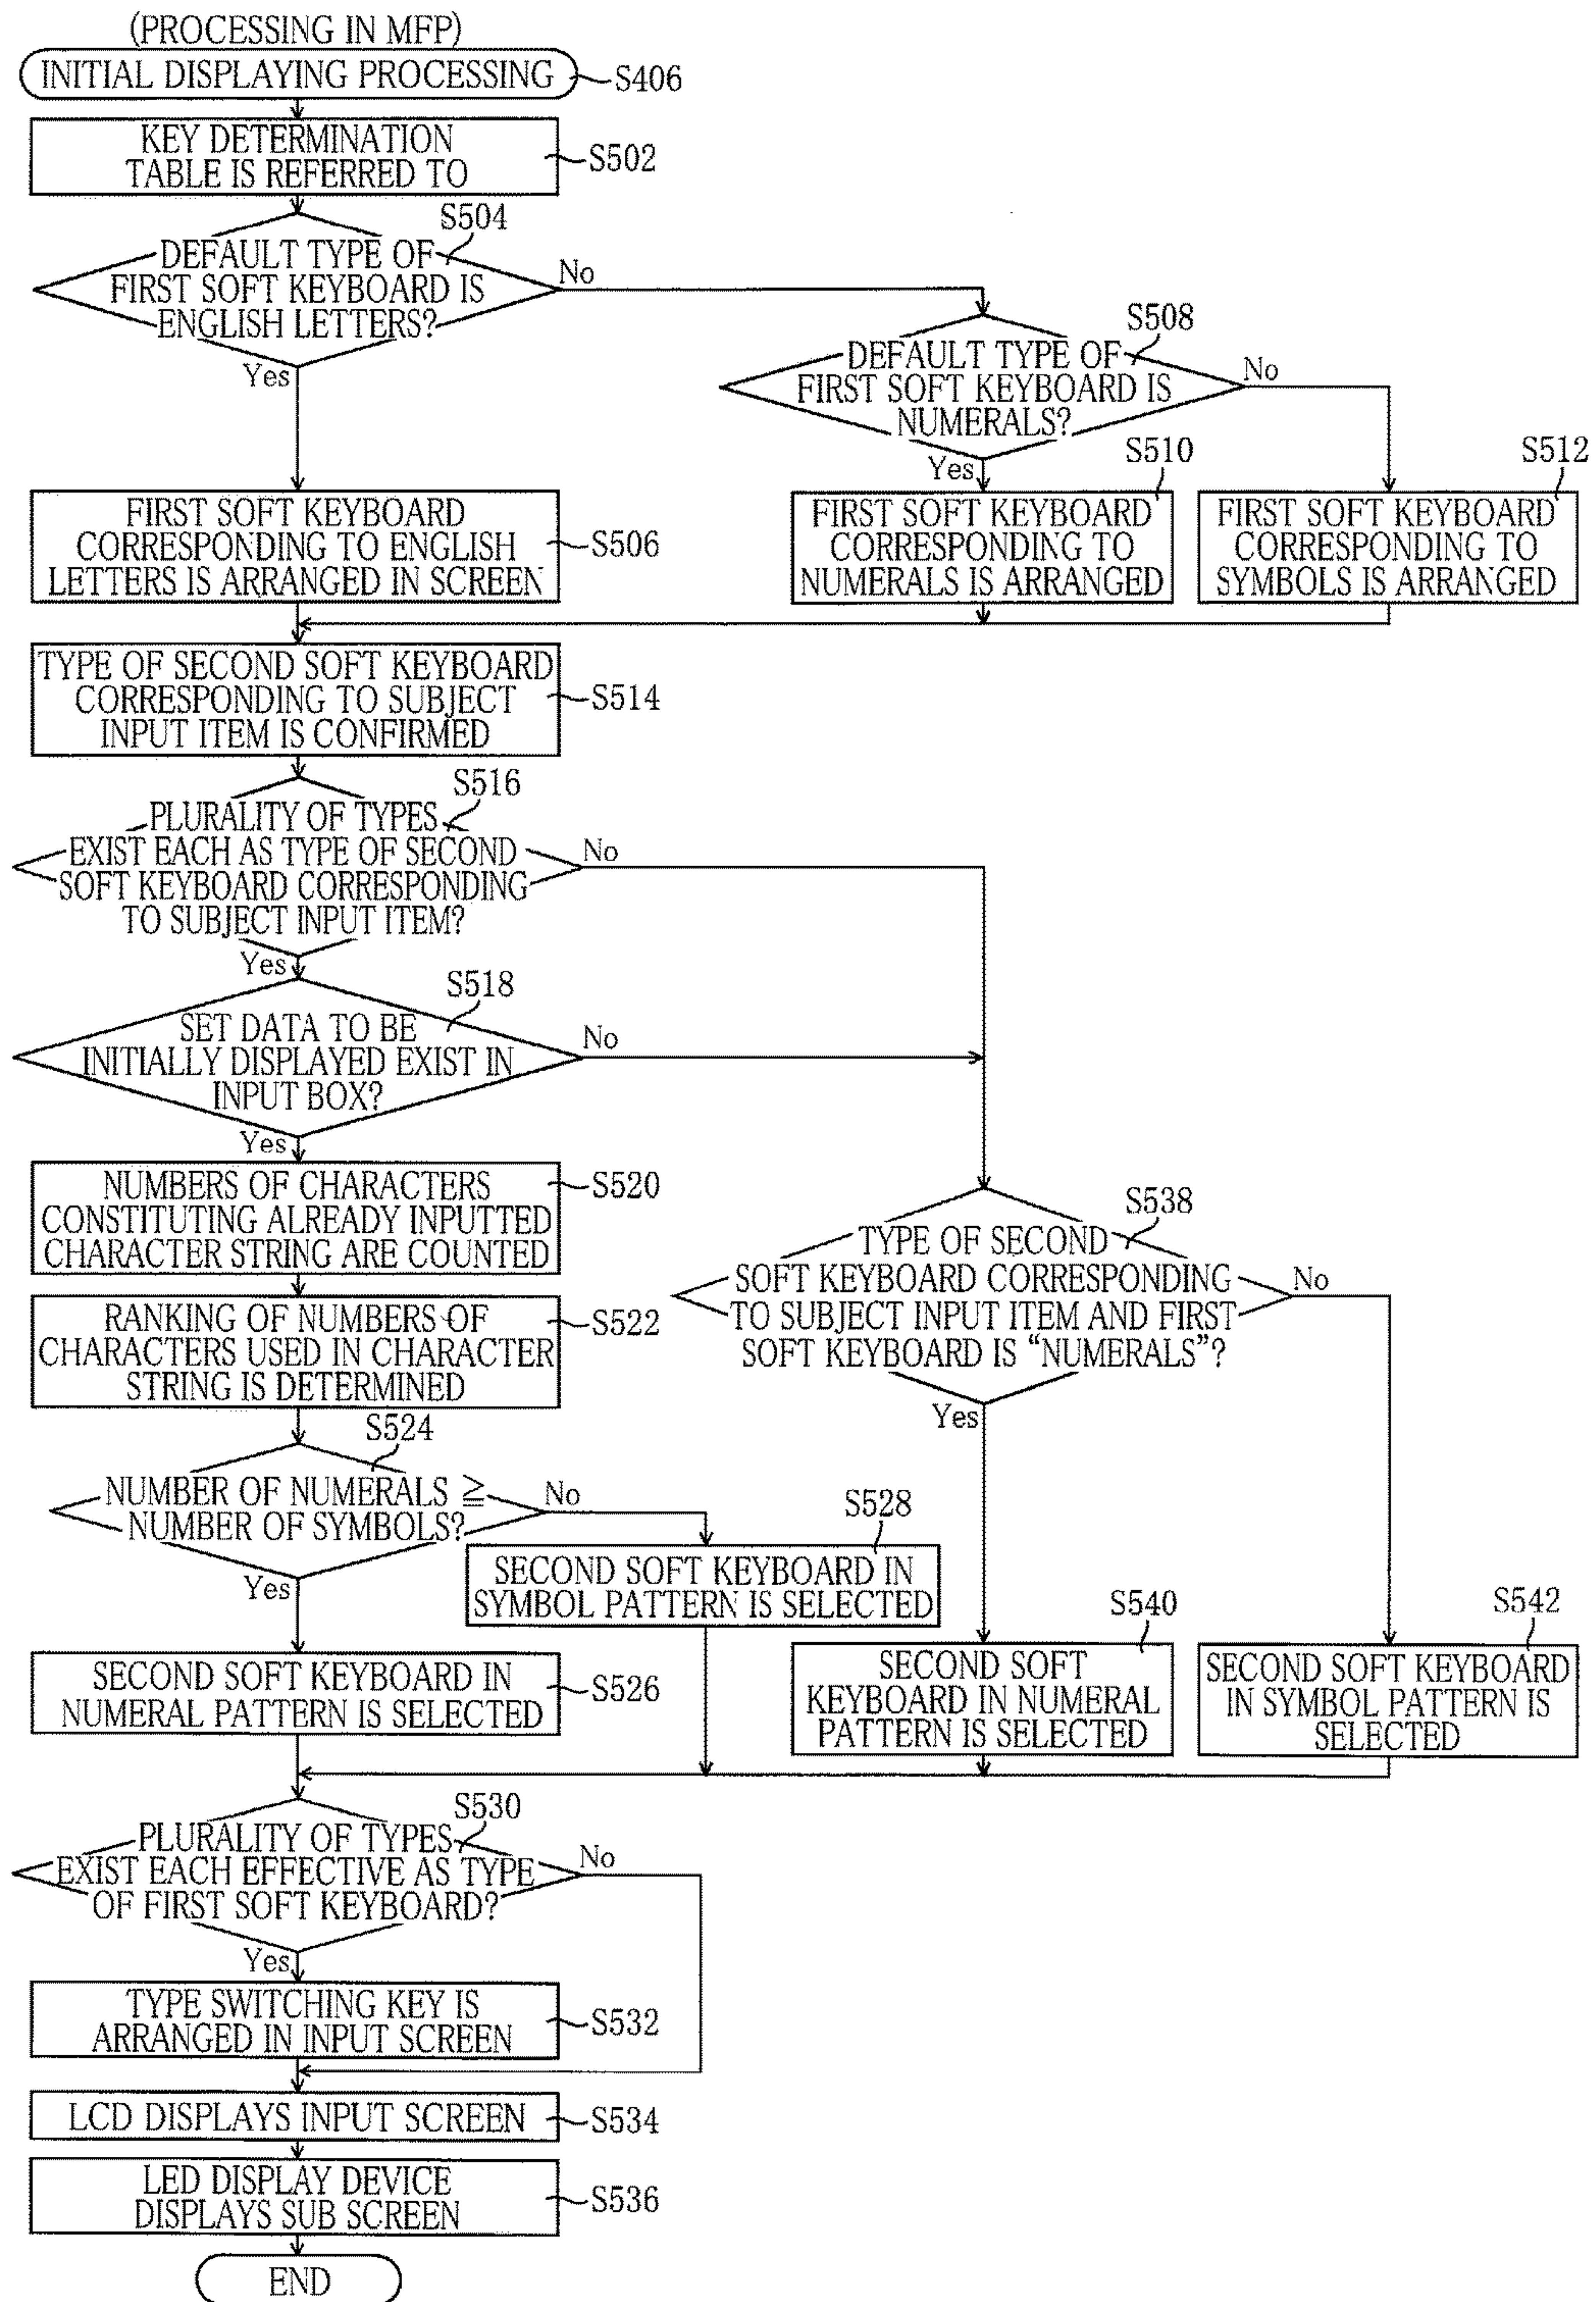 (PROCESSING IN MFP)
INITIAL DISPLAYING PROCESSING
S406
KEY DETERMINATION
TABLE IS REFERRED TO
S502
S504
DEFAULT TYPE OF
FIRST SOFT KEYBOARD IS
ENGLISH LETTERS?
No
Yes
S508
DEFAULT TYPE OF
FIRST SOFT KEYBOARD IS
NUMERALS?
No
Yes
FIRST SOFT KEYBOARD
CORRESPONDING TO ENGLISH
LETTERS IS ARRANGED IN SCREEN
S506
S510
FIRST SOFT KEYBOARD
CORRESPONDING TO
NUMERALS IS ARRANGED
S512
FIRST SOFT KEYBOARD
CORRESPONDING TO
SYMBOLS IS ARRANGED
TYPE OF SECOND SOFT KEYBOARD
CORRESPONDING TO SUBJECT
INPUT ITEM IS CONFIRMED
S514
S516
PLURALITY OF TYPES
EXIST EACH AS TYPE OF SECOND
SOFT KEYBOARD CORRESPONDING
TO SUBJECT INPUT ITEM?
No
Yes
S518
SET DATA TO BE
INITIALLY DISPLAYED EXIST IN
INPUT BOX?
No
Yes
NUMBERS OF CHARACTERS
CONSTITUTING ALREADY INPUTTED
CHARACTER STRING ARE COUNTED
S520
RANKING OF NUMBERS OF
CHARACTERS USED IN CHARACTER
STRING IS DETERMINED
S522
S538
TYPE OF SECOND
SOFT KEYBOARD CORRESPONDING
TO SUBJECT INPUT ITEM AND FIRST
SOFT KEYBOARD IS “NUMERALS”?
No
Yes
S524
NUMBER OF NUMERALS ≧
NUMBER OF SYMBOLS?
No
Yes
S528
SECOND SOFT KEYBOARD IN
SYMBOL PATTERN IS SELECTED
SECOND SOFT KEYBOARD IN
NUMERAL PATTERN IS SELECTED
S526
S540
SECOND SOFT
KEYBOARD IN NUMERAL
PATTERN IS SELECTED
S542
SECOND SOFT KEYBOARD
IN SYMBOL PATTERN IS
SELECTED
S530
PLURALITY OF TYPES
EXIST EACH EFFECTIVE AS TYPE
OF FIRST SOFT KEYBOARD?
No
Yes
TYPE SWITCHING KEY IS
ARRANGED IN INPUT SCREEN
S532
LCD DISPLAYS INPUT SCREEN
S534
LED DISPLAY DEVICE
DISPLAYS SUB SCREEN
S536
END